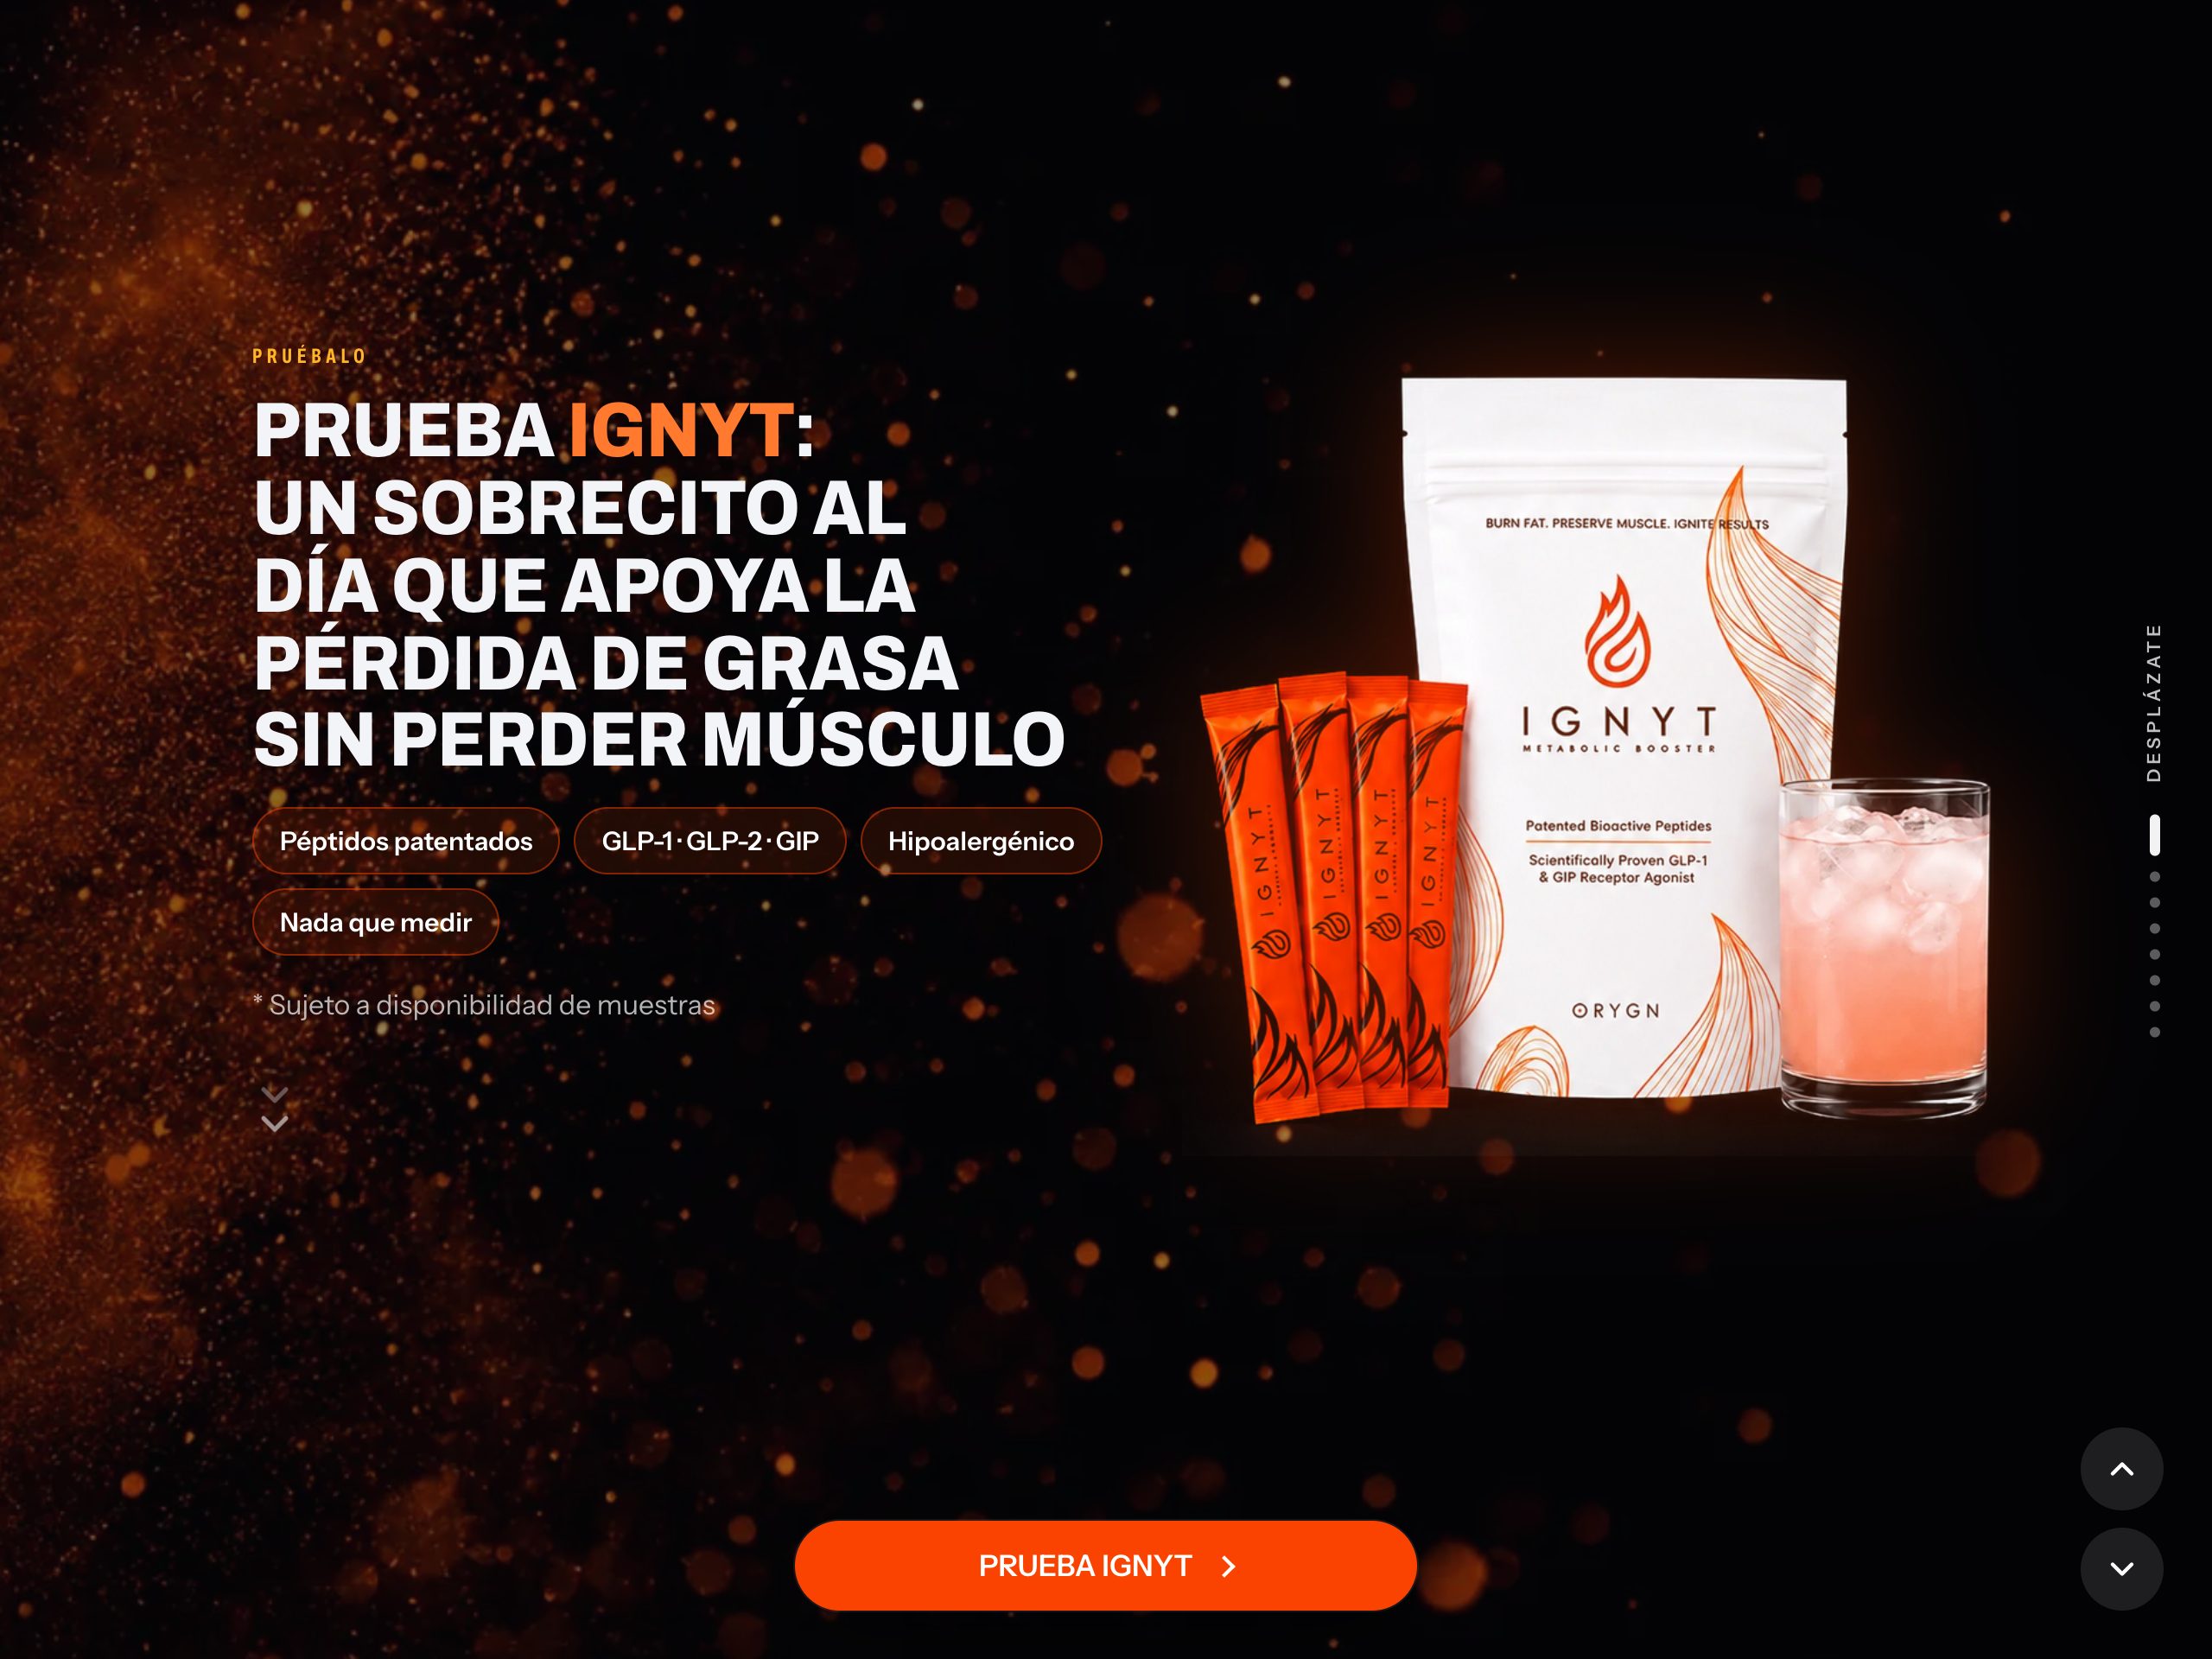 PRUÉBALO
PRUEBA IGNYT:
UN SOBRECITO AL
DÍA QUE APOYA LA
PÉRDIDA DE GRASA
SIN PERDER MÚSCULO
Péptidos patentados
GLP-1 · GLP-2 · GIP
Hipoalergénico
Nada que medir
* Sujeto a disponibilidad de muestras
BURN FAT. PRESERVE MUSCLE. IGNITE RESULTS
IGNYT
METABOLIC BOOSTER
Patented Bioactive Peptides
Scientifically Proven GLP-1
& GIP Receptor Agonist
ORYGN
IGNYT
IGNYT
IGNYT
IGNYT
DESPLÁZATE
PRUEBA IGNYT